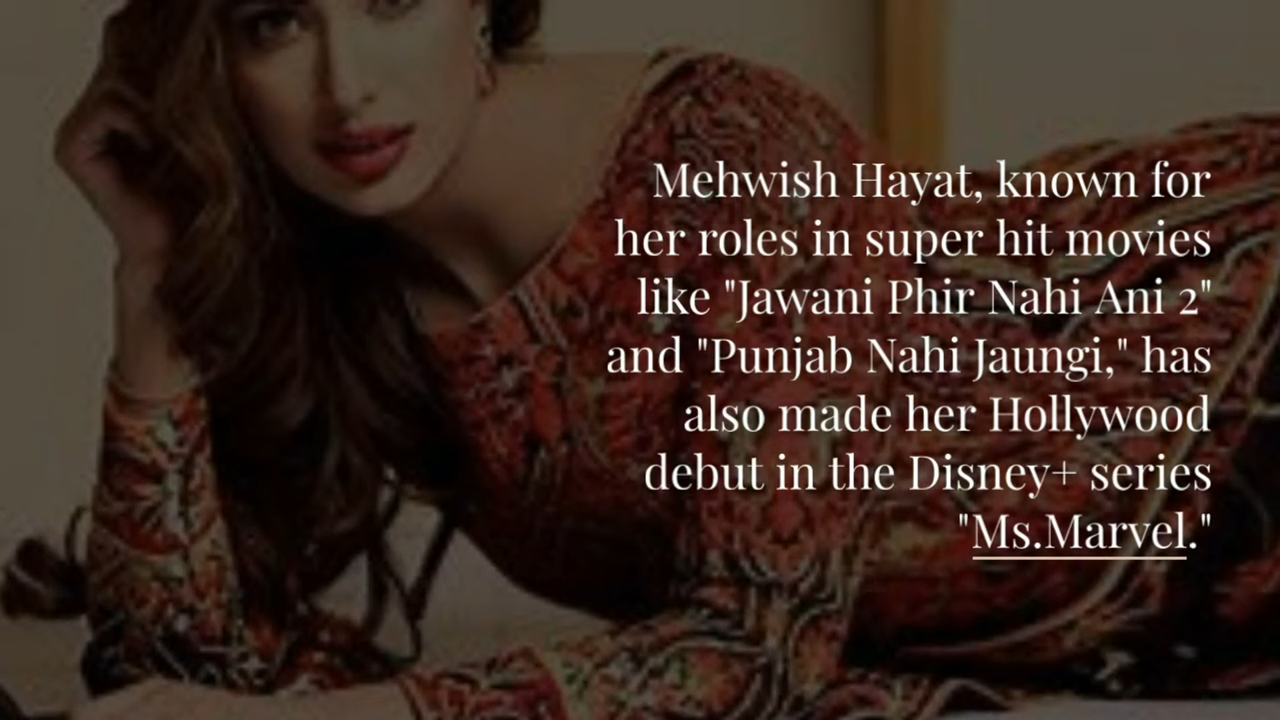 Mehwish Hayat, known for
her roles in super hit movies
like "Jawani Phir Nahi Ani 2"
and "Punjab Nahi Jaungi," has
also made her Hollywood
debut in the Disney+ series
"Ms.Marvel."